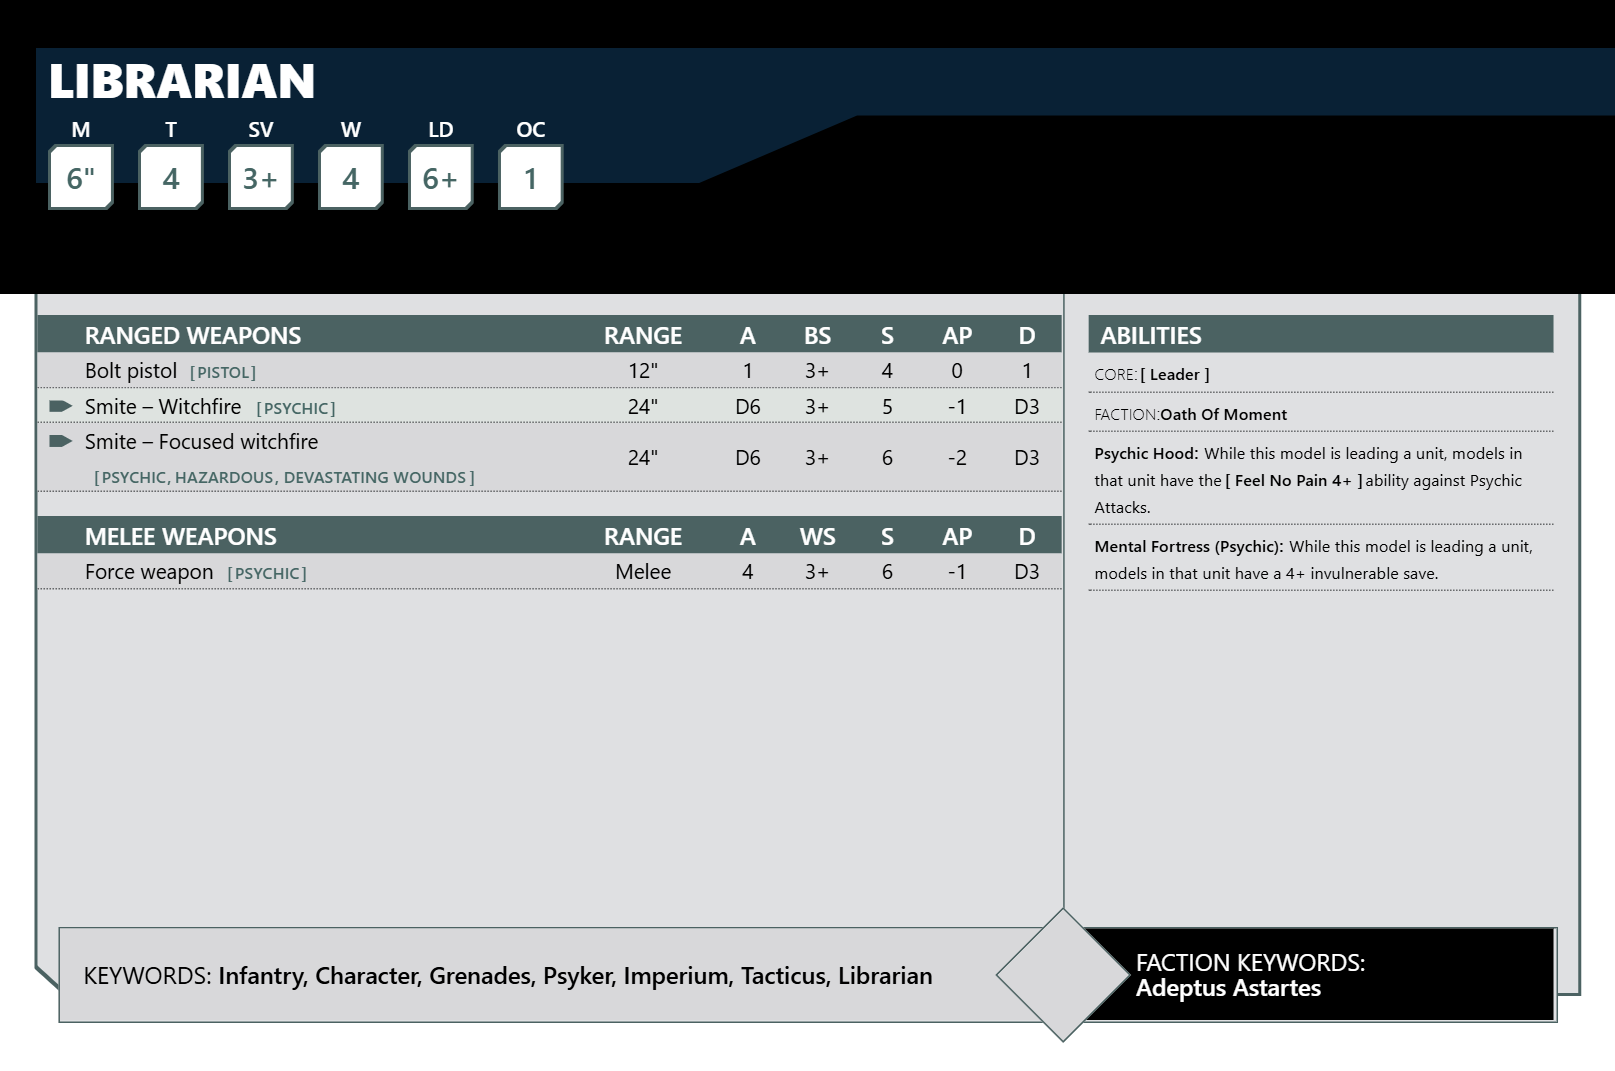 LIBRARIAN
M T SV W LD OC
6" 4 3+ 4 6+ 1
RANGED WEAPONS RANGE A BS S AP D
Bolt pistol [PISTOL] 12" 1 3+ 4 0 1
Smite – Witchfire [PSYCHIC] 24" D6 3+ 5 -1 D3
Smite – Focused witchfire
[PSYCHIC, HAZARDOUS, DEVASTATING WOUNDS] 24" D6 3+ 6 -2 D3
MELEE WEAPONS RANGE A WS S AP D
Force weapon [PSYCHIC] Melee 4 3+ 6 -1 D3
ABILITIES
CORE: [ Leader ]
FACTION: Oath Of Moment
Psychic Hood: While this model is leading a unit, models in
that unit have the [ Feel No Pain 4+ ] ability against Psychic
Attacks.
Mental Fortress (Psychic): While this model is leading a unit,
models in that unit have a 4+ invulnerable save.
KEYWORDS: Infantry, Character, Grenades, Psyker, Imperium, Tacticus, Librarian
FACTION KEYWORDS:
Adeptus Astartes